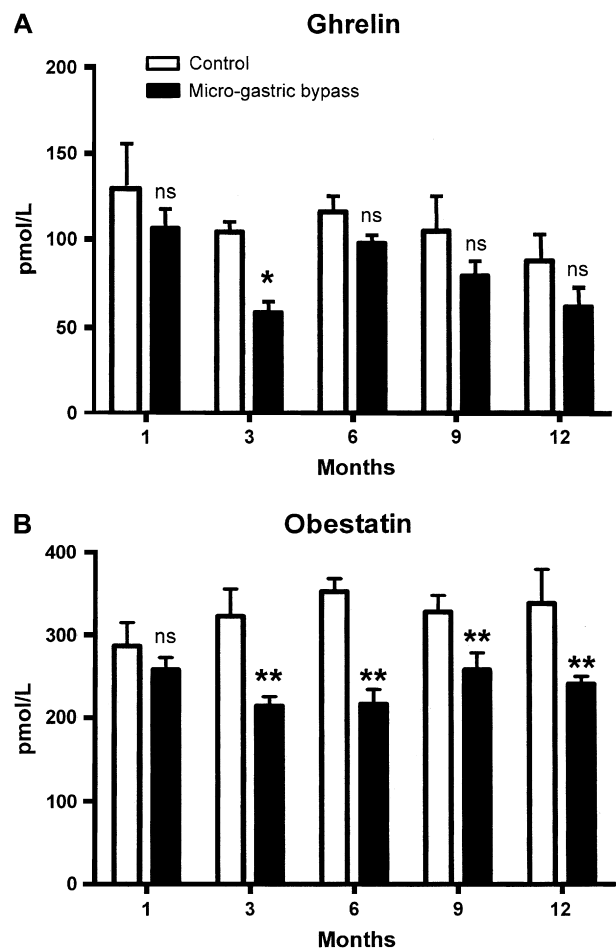 A
Ghrelin
200
150
100
50
0
pmol/L
Control
Micro-gastric bypass
ns
*
ns
ns
ns
1 3 6 9 12
Months
B
Obestatin
400
300
200
100
0
pmol/L
ns
**
**
**
**
1 3 6 9 12
Months